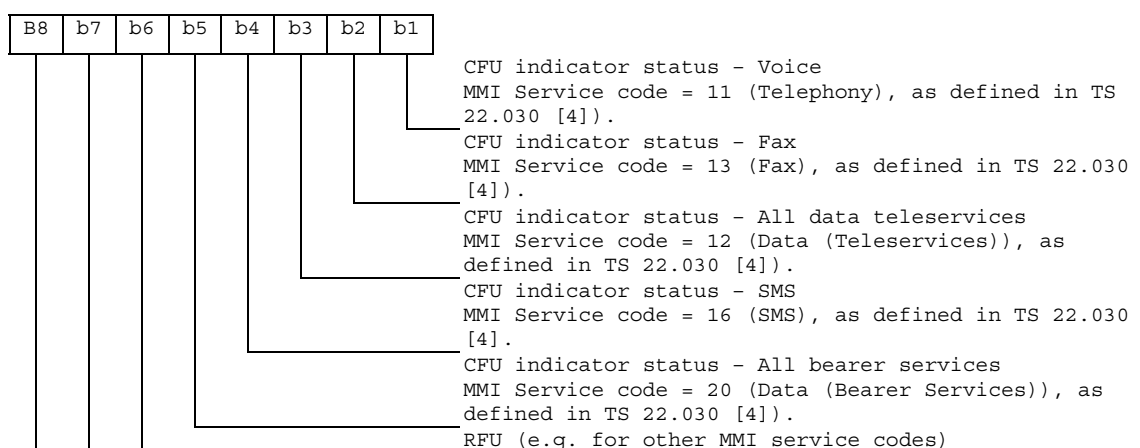 B8 b7 b6 b5 b4 b3 b2 b1
CFU indicator status – Voice
MMI Service code = 11 (Telephony), as defined in TS
22.030 [4]).
CFU indicator status – Fax
MMI Service code = 13 (Fax), as defined in TS 22.030
[4]).
CFU indicator status – All data teleservices
MMI Service code = 12 (Data (Teleservices)), as
defined in TS 22.030 [4]).
CFU indicator status – SMS
MMI Service code = 16 (SMS), as defined in TS 22.030
[4].
CFU indicator status – All bearer services
MMI Service code = 20 (Data (Bearer Services)), as
defined in TS 22.030 [4]).
RFU (e.g. for other MMI service codes)